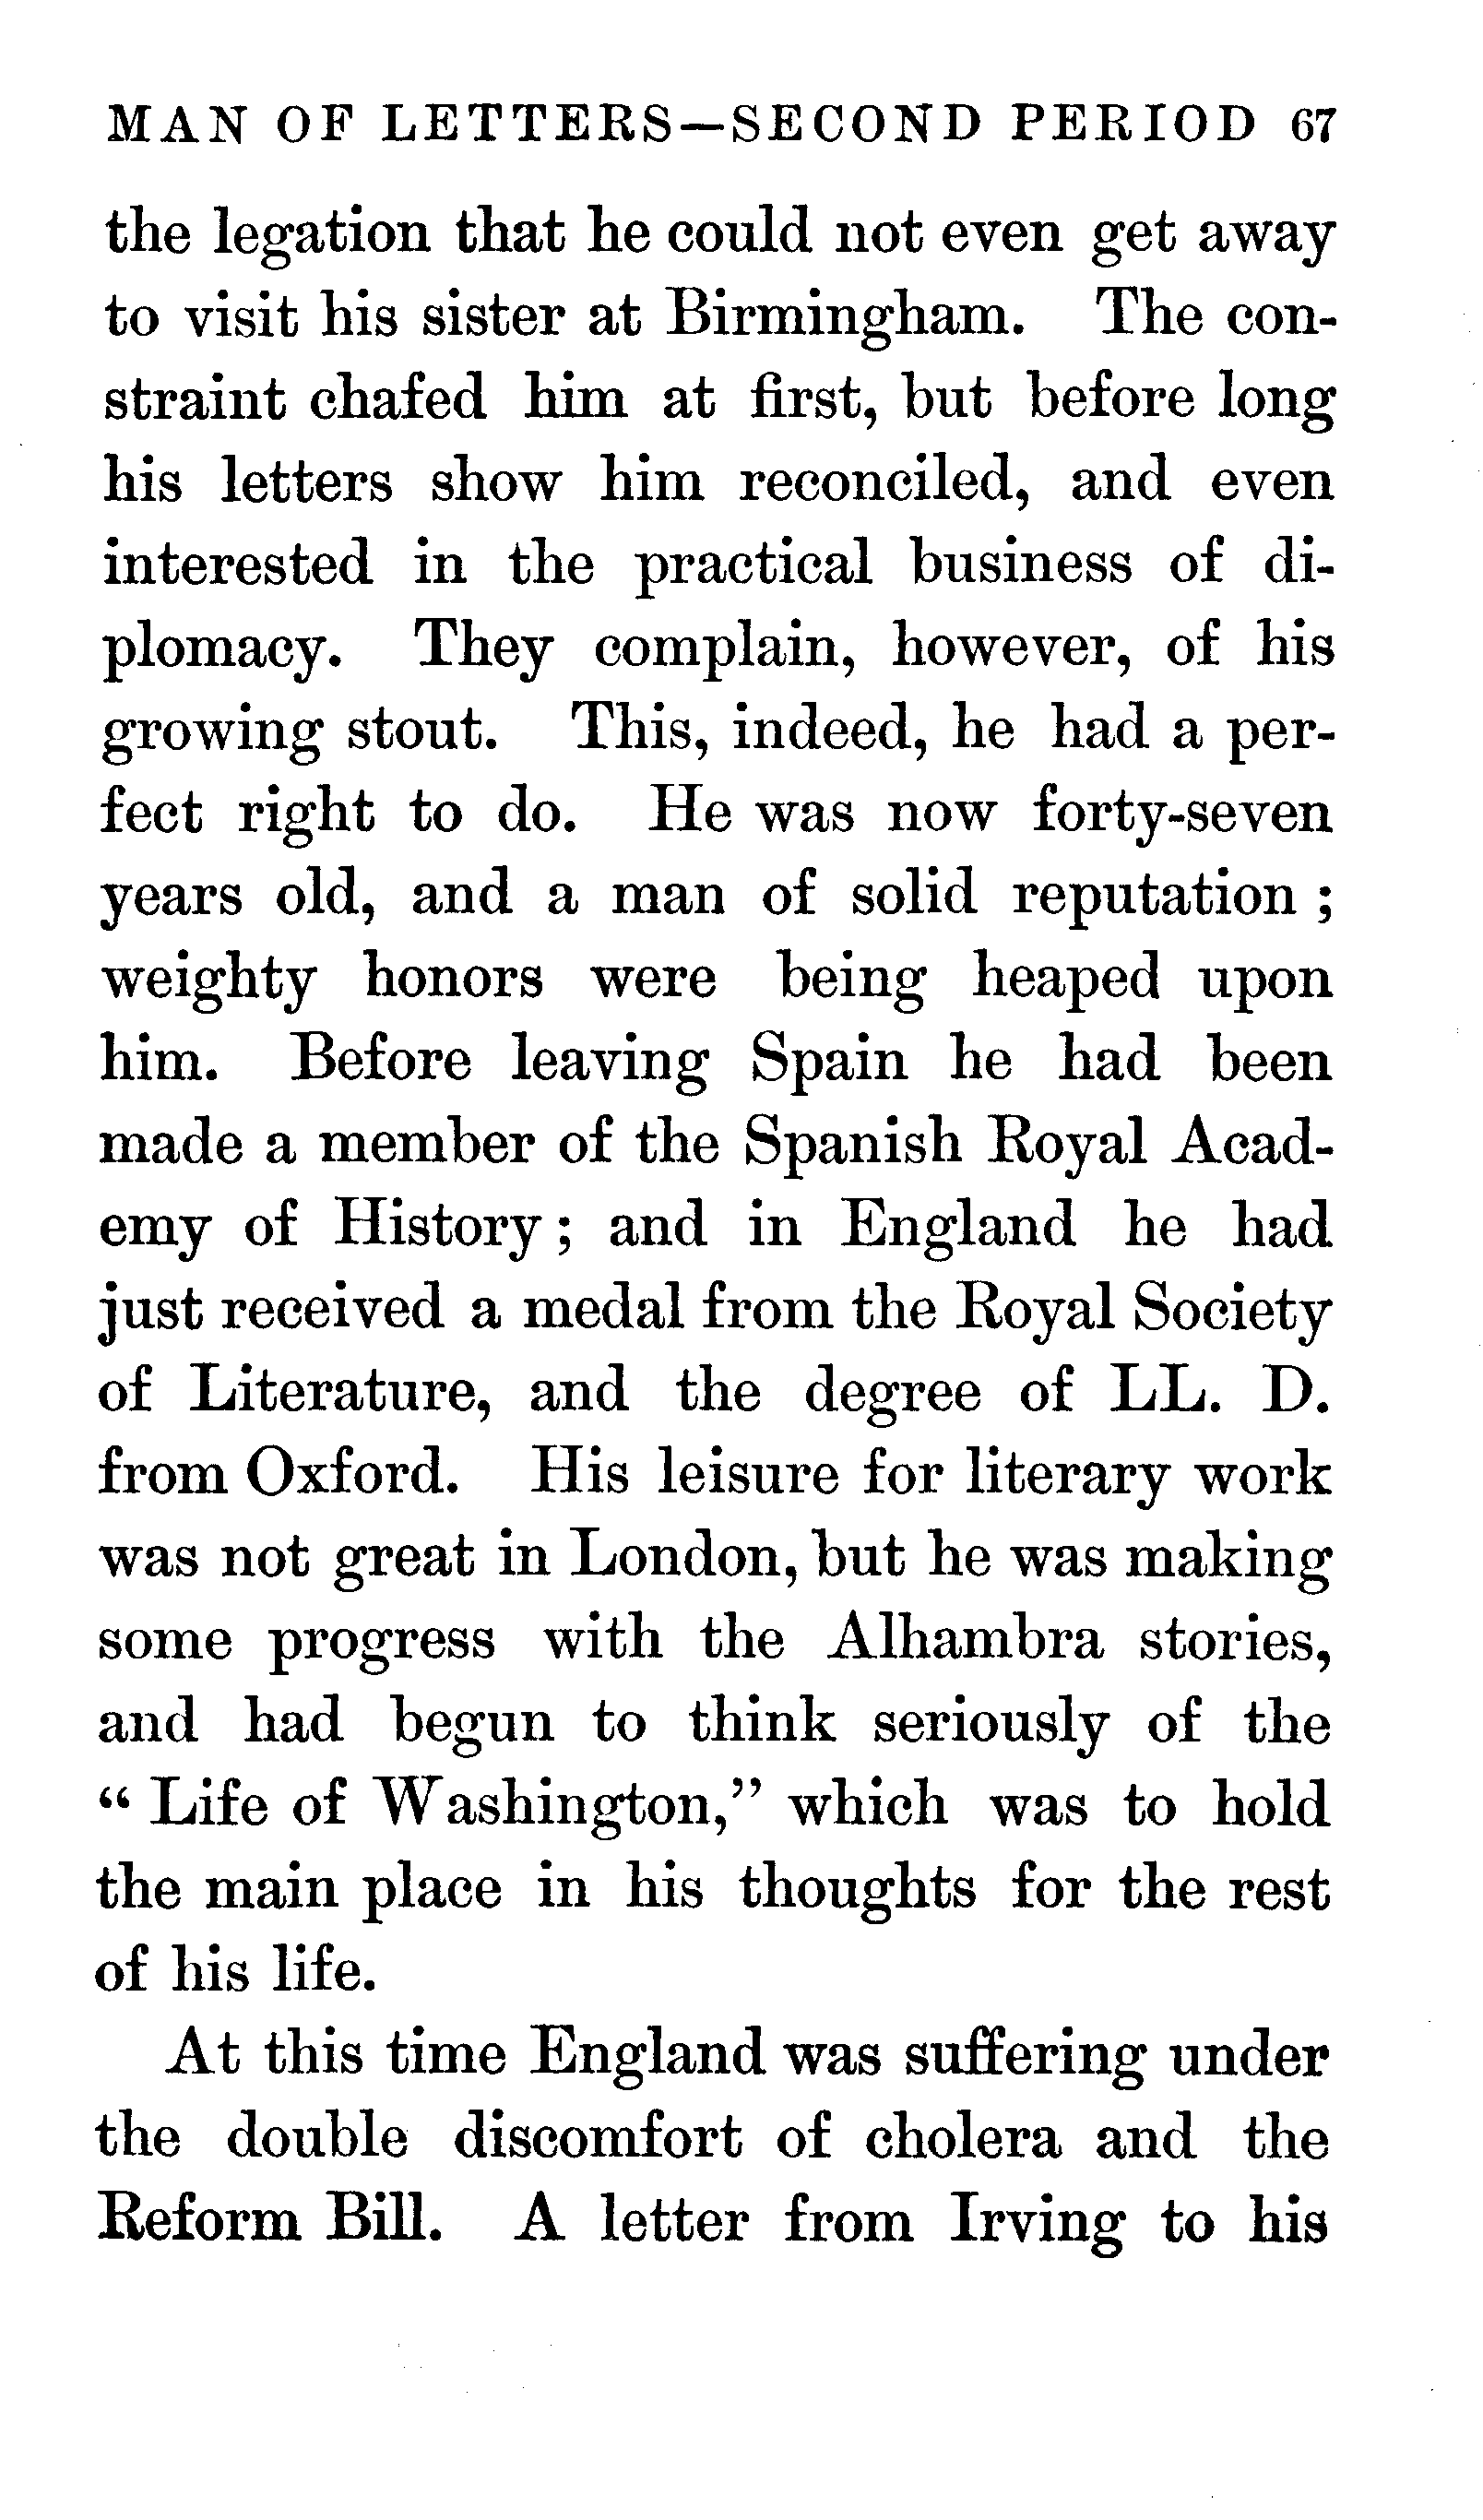 MAN OF LETTERS—SECOND PERIOD 67
the legation that he could not even get away
to visit his sister at Birmingham. The con-
straint chafed him at first, but before long
his letters show him reconciled, and even
interested in the practical business of di-
plomacy. They complain, however, of his
growing stout. This, indeed, he had a per-
fect right to do. He was now forty-seven
years old, and a man of solid reputation ;
weighty honors were being heaped upon
him. Before leaving Spain he had been
made a member of the Spanish Royal Acad-
emy of History ; and in England he had
just received a medal from the Royal Society
of Literature, and the degree of LL. D.
from Oxford. His leisure for literary work
was not great in London, but he was making
some progress with the Alhambra stories,
and had begun to think seriously of the
“ Life of Washington,” which was to hold
the main place in his thoughts for the rest
of his life.
At this time England was suffering under
the double discomfort of cholera and the
Reform Bill. A letter from Irving to his